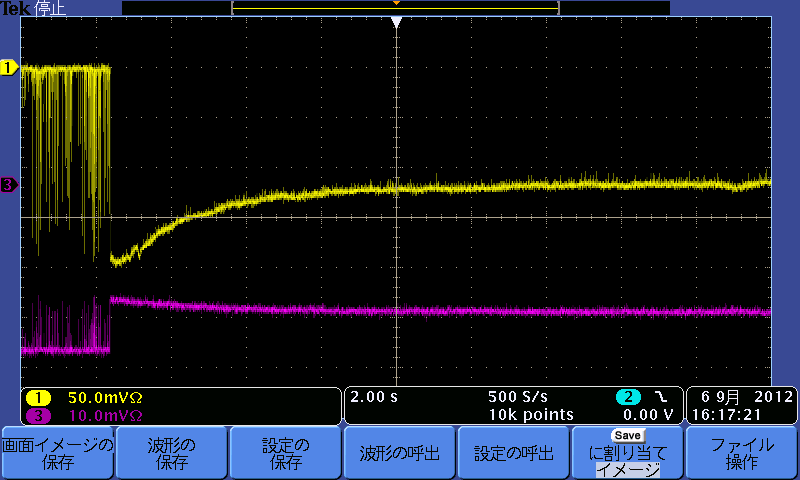 Tek 停止
1
3
1 50.0mVΩ
3 10.0mVΩ
2.00 s
500 S/s
10k points
2
0.00 V
6 9月 2012
16:17:21
画面イメージの
保存
波形の
保存
設定の
保存
波形の呼出
設定の呼出
Save
に割り当て
イメージ
ファイル
操作